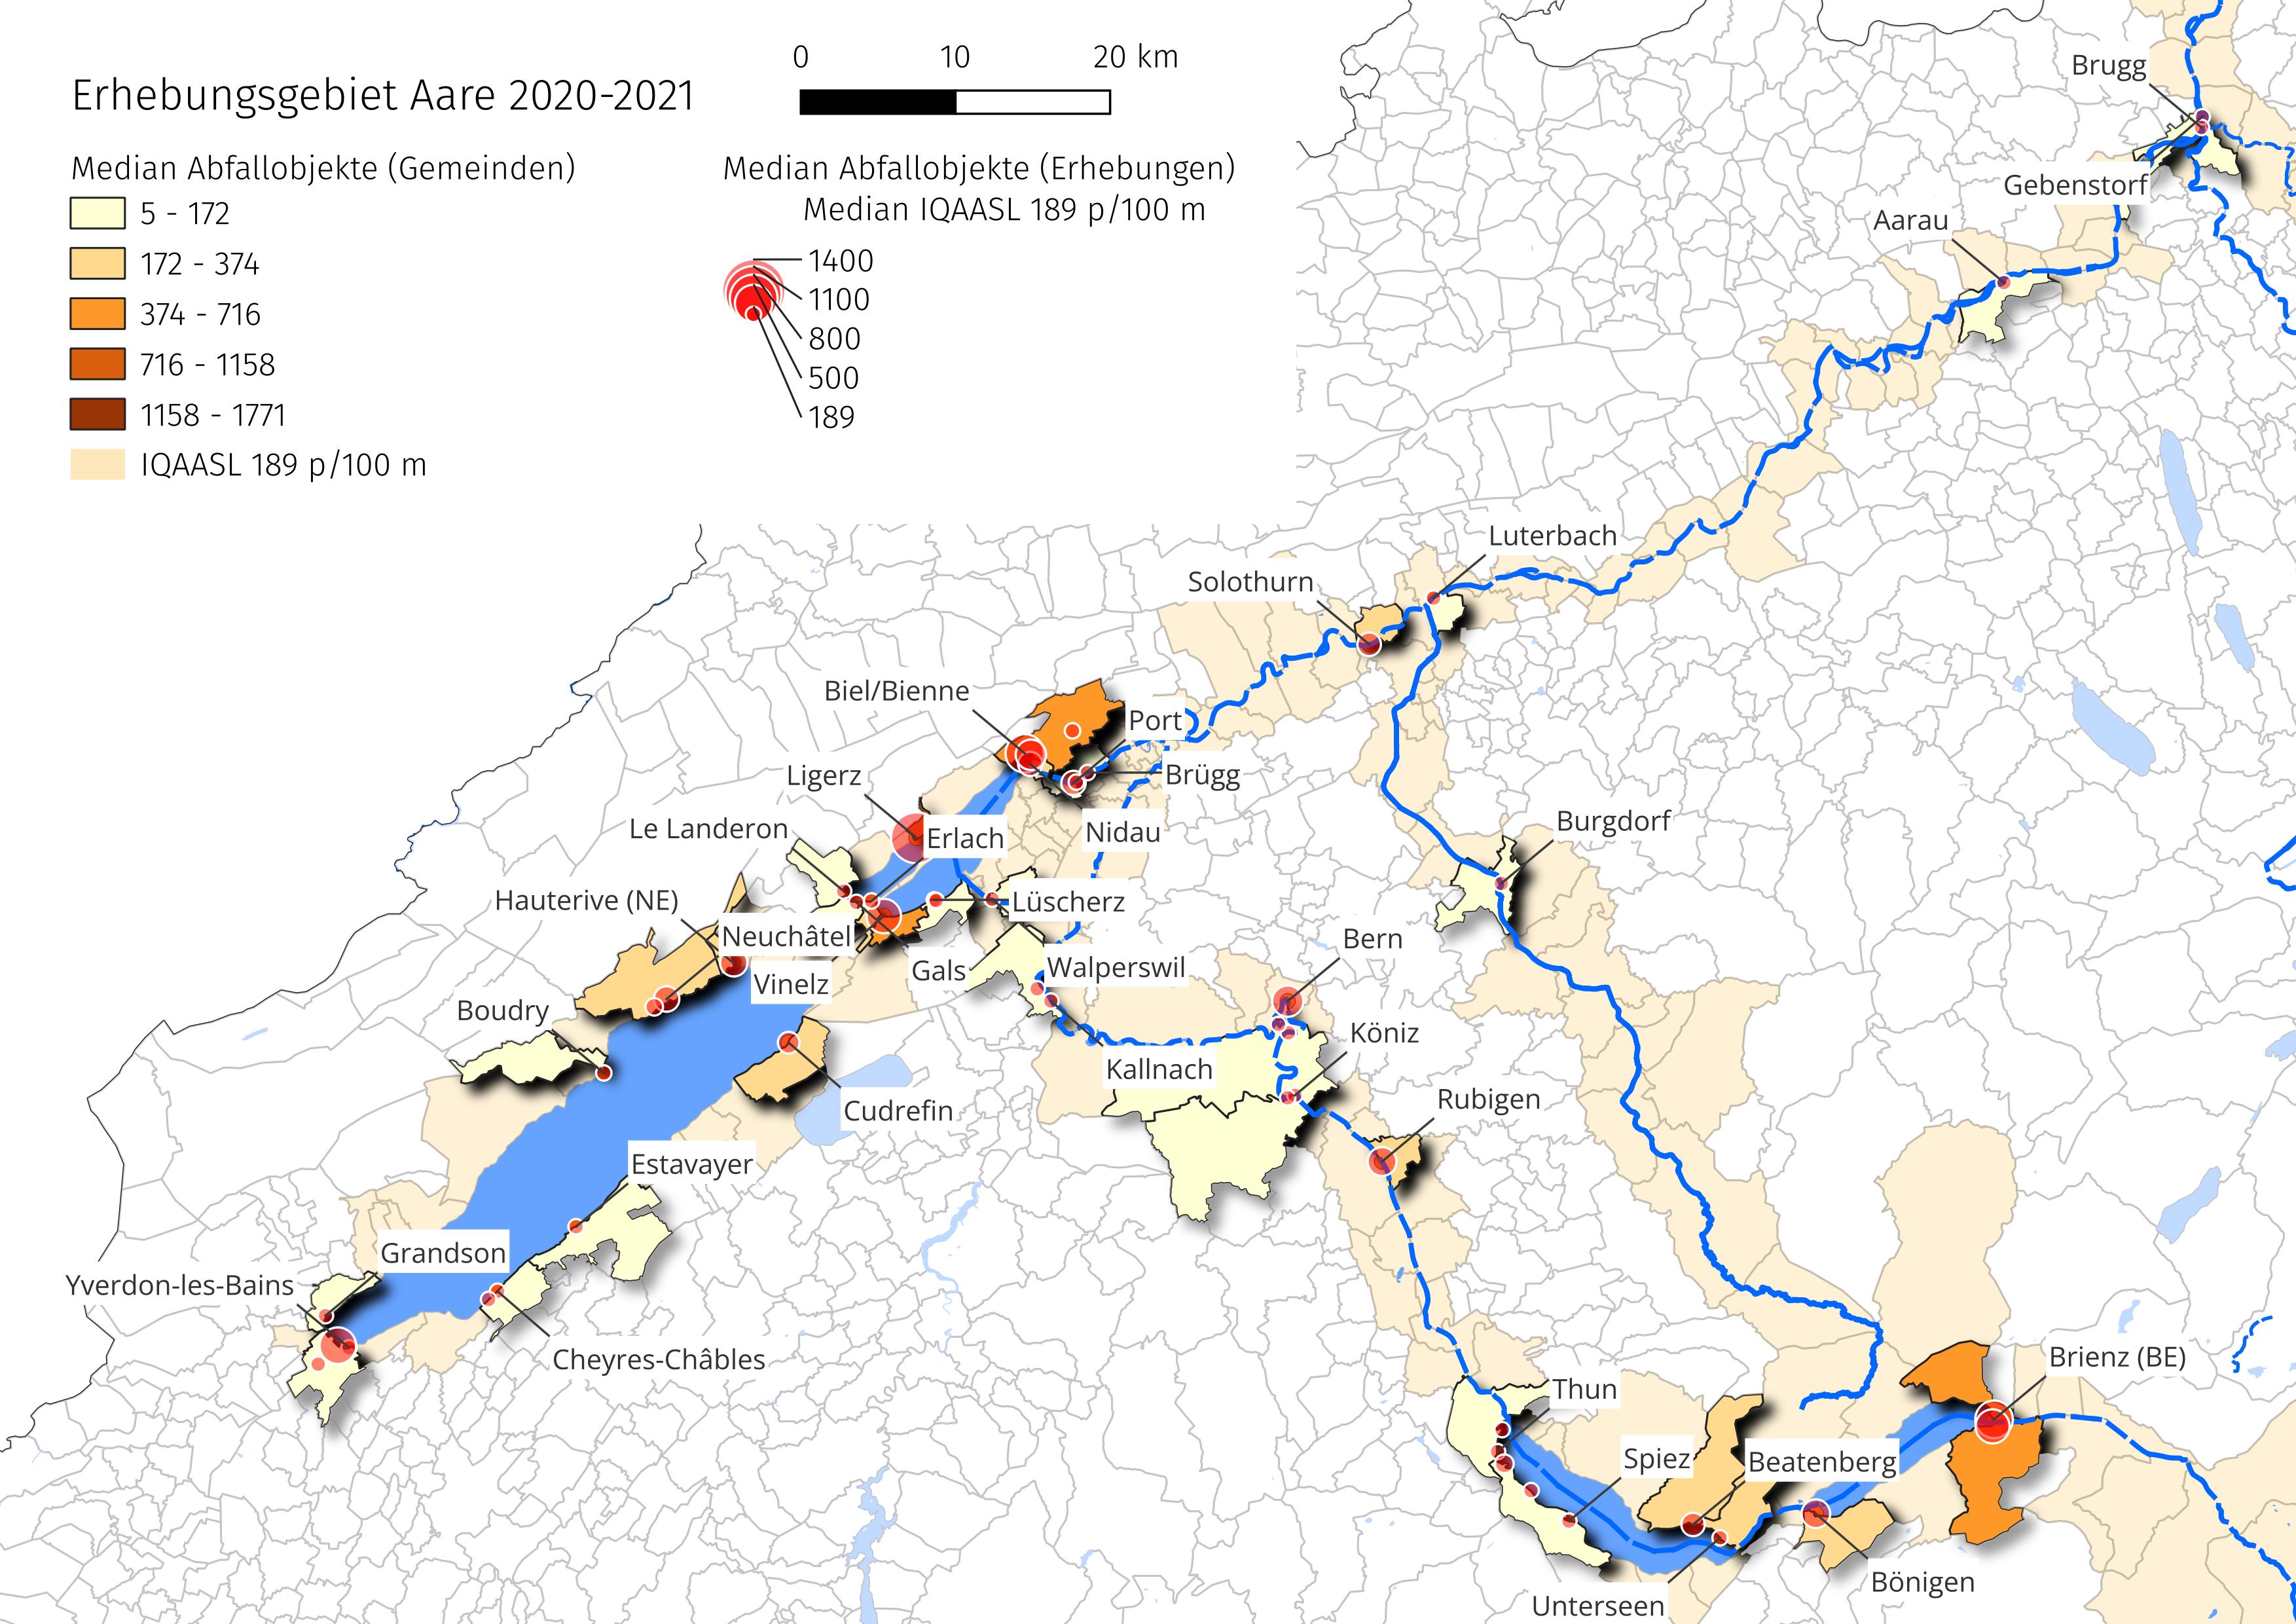 Erhebungsgebiet Aare 2020-2021
0 10 20 km
Median Abfallobjekte (Gemeinden)
5 - 172
172 - 374
374 - 716
716 - 1158
1158 - 1771
IQAASL 189 p/100 m
Median Abfallobjekte (Erhebungen)
Median IQAASL 189 p/100 m
1400
1100
800
500
189
Brugg
Gebenstorf
Aarau
Luterbach
Solothurn
Biel/Bienne
Port
Ligerz
Brügg
Le Landeron
Erlach
Nidau
Burgdorf
Hauterive (NE)
Lüscherz
Neuchâtel
Bern
Gals
Walperswil
Vinelz
Boudry
Köniz
Kallnach
Cudrefin
Rubigen
Estavayer
Grandson
Yverdon-les-Bains
Cheyres-Châbles
Brienz (BE)
Thun
Spiez
Beatenberg
Bönigen
Unterseen